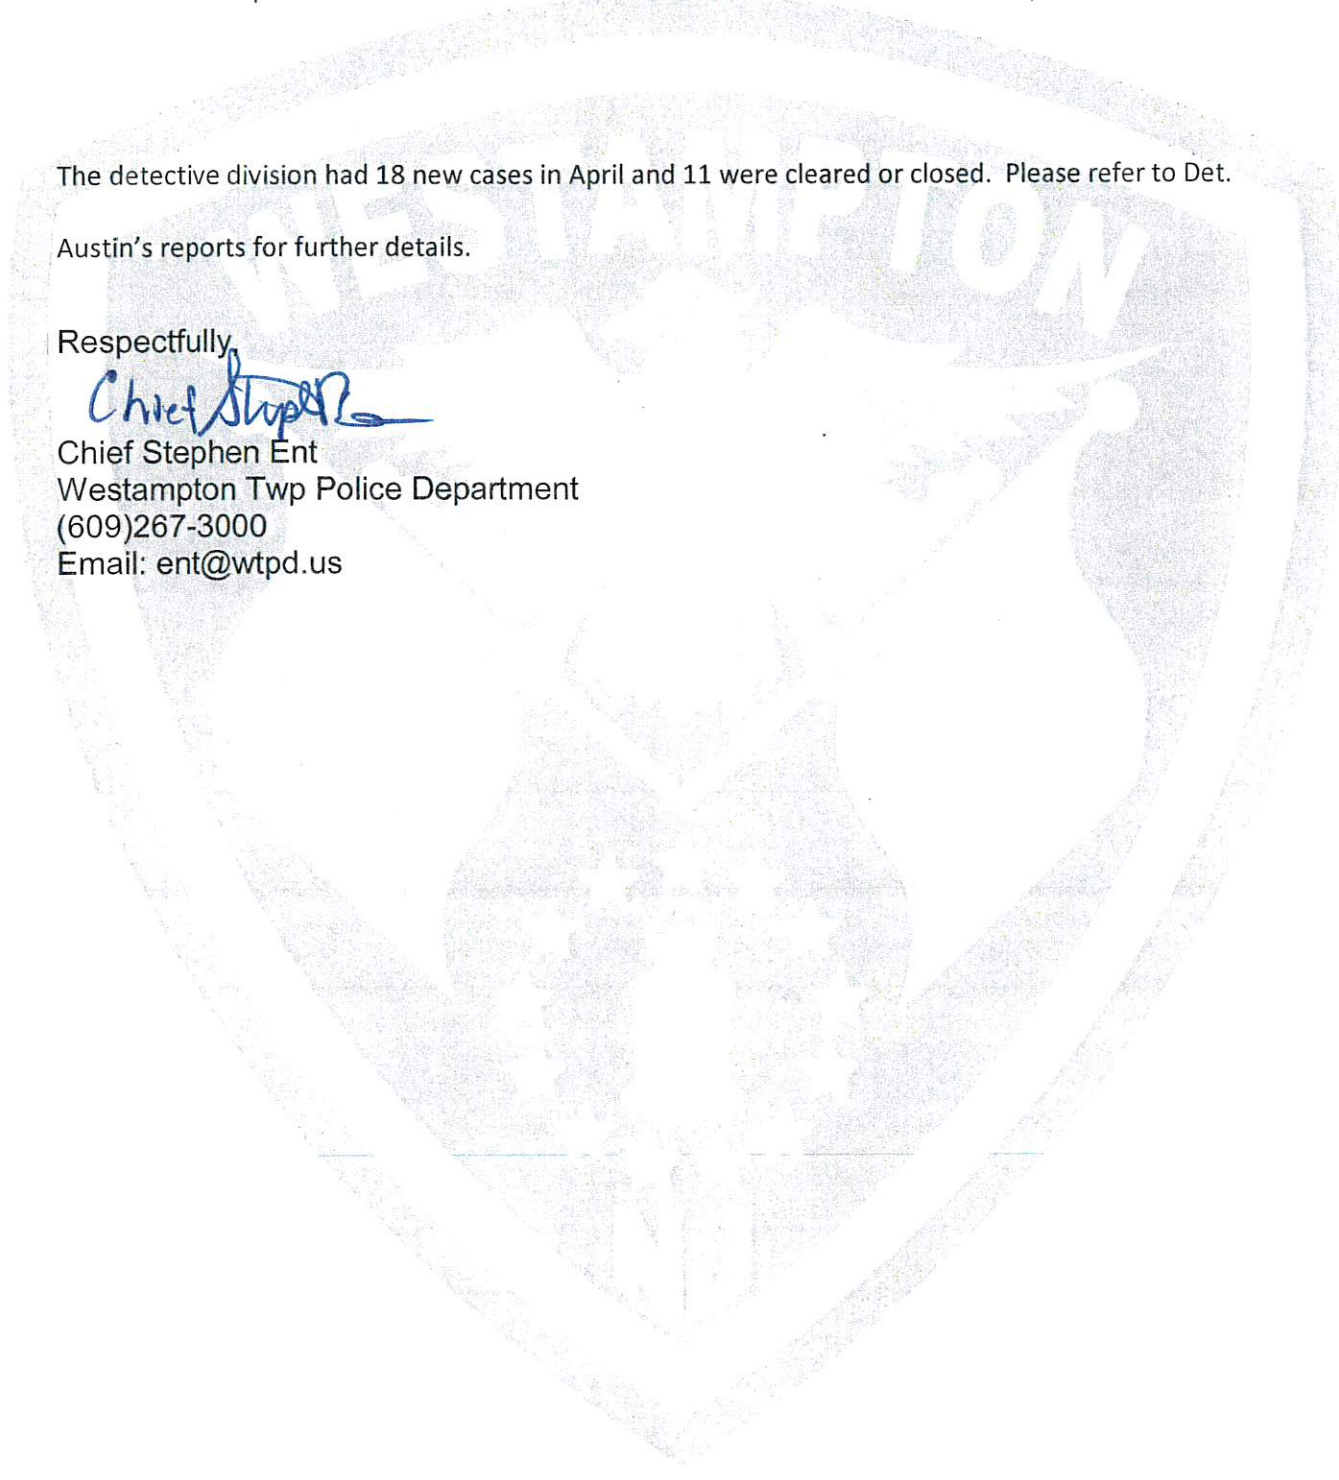 The detective division had 18 new cases in April and 11 were cleared or closed.  Please refer to Det.
Austin's reports for further details.
Respectfully,
Chief
Chief Stephen Ent
Westampton Twp Police Department
(609)267-3000
Email: ent@wtpd.us
WESTAMPTON
NJ